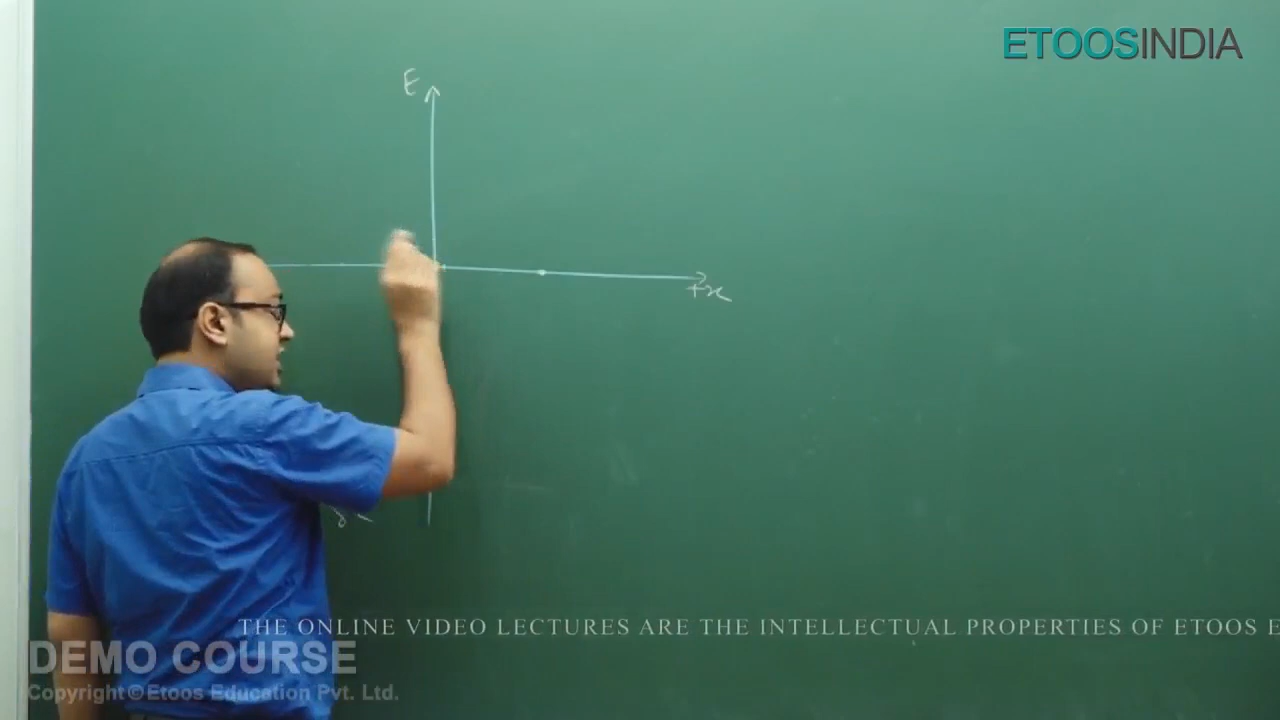 ETOOSINDIA
E
+x
THE ONLINE VIDEO LECTURES ARE THE INTELLECTUAL PROPERTIES OF ETOOS E
DEMO COURSE
Copyright © Etoos Education Pvt. Ltd.